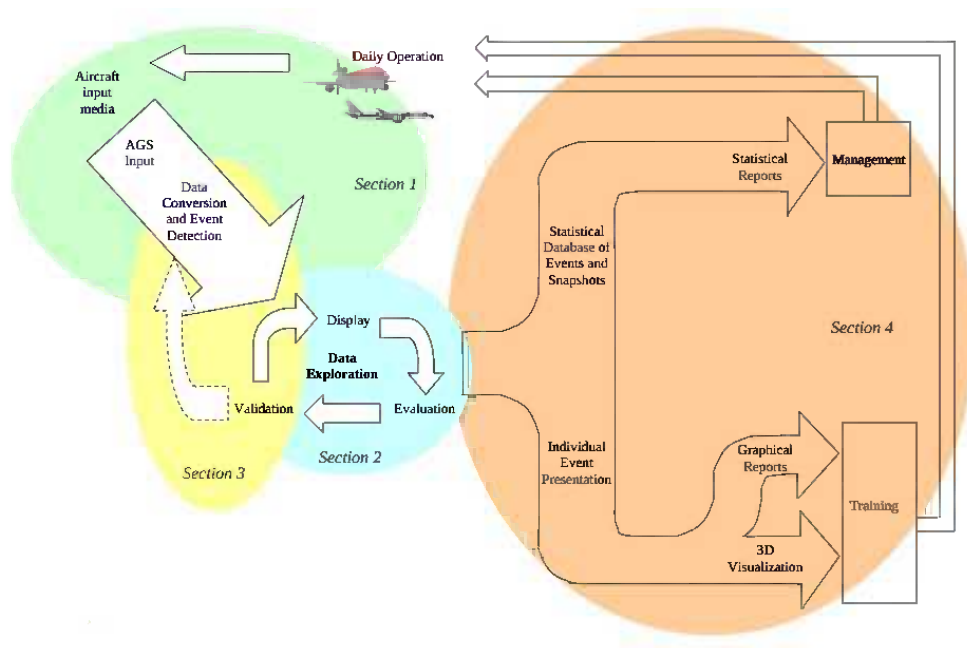 Daily Operation
Aircraft
input
media
AGS
Input
Section 1
Data
Conversion
and Event
Detection
Display
Data
Exploration
Validation
Evaluation
Section 2
Section 3
Statistical
Reports
Management
Statistical
Database of
Events and
Snapshots
Section 4
Individual
Event
Presentation
Graphical
Reports
Training
3D
Visualization